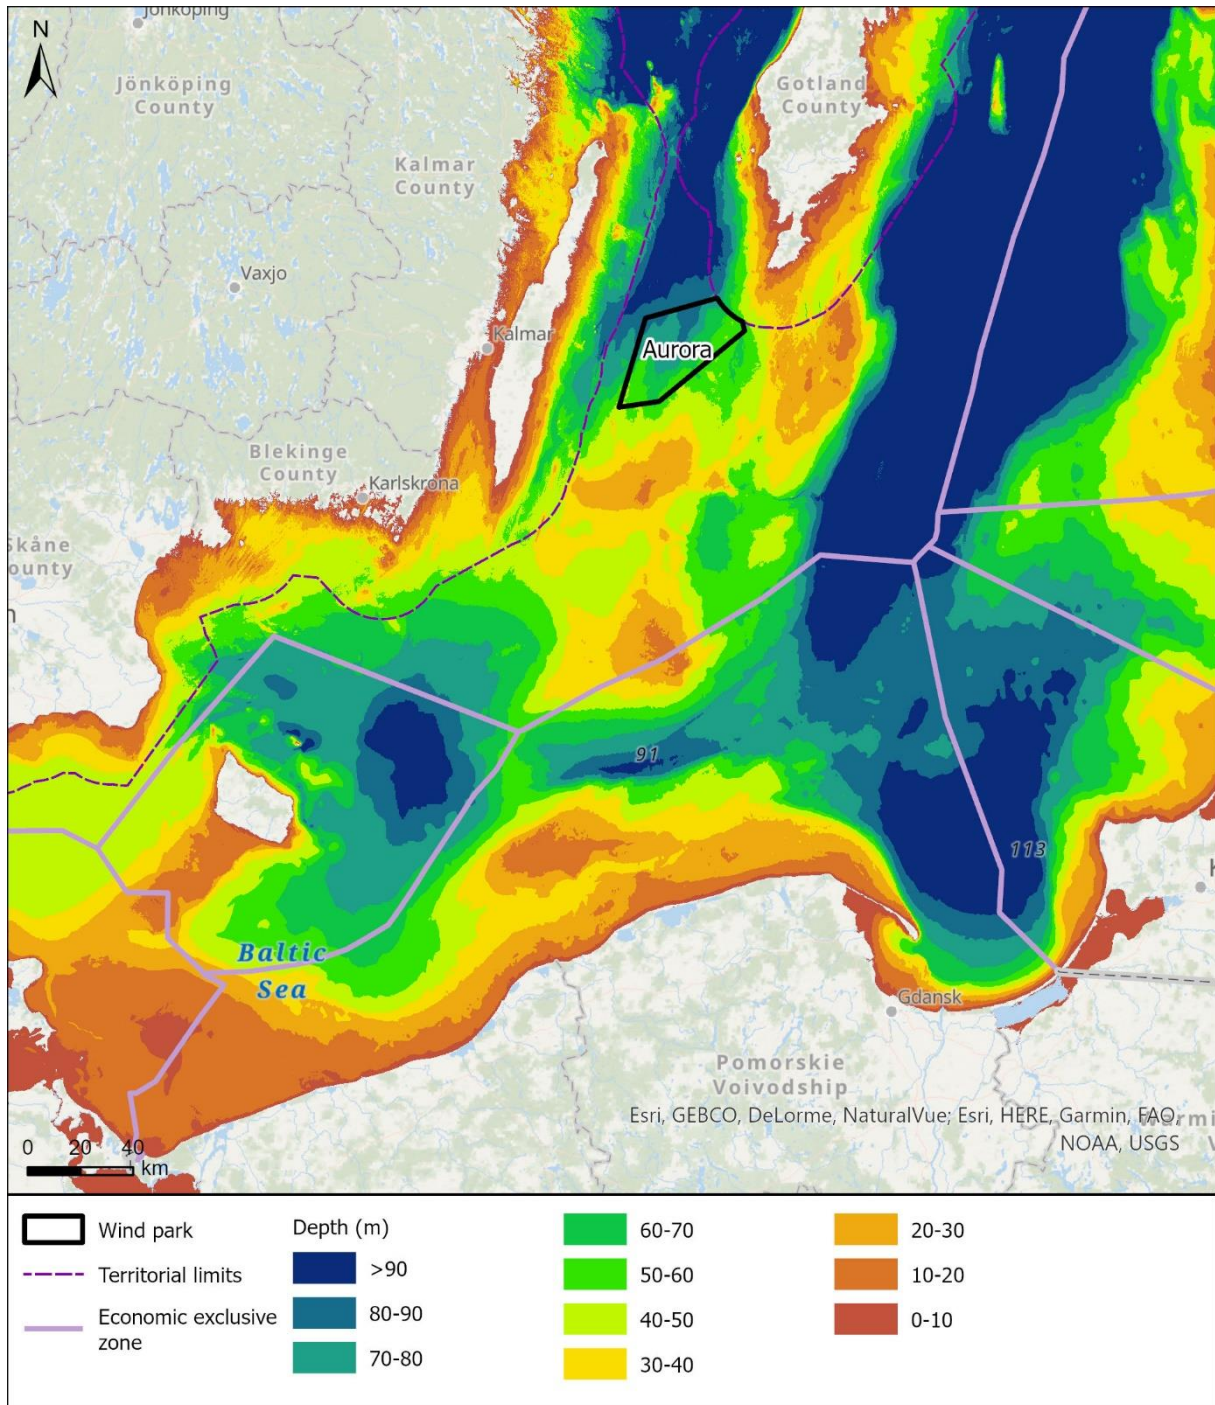 Jönköping
N
Jönköping
County
Gotland
County
Kalmar
County
Vaxjo
Kalmar
Aurora
Blekinge
County
Karlskrona
Skåne
ounty
n
91
113
K
Baltic
Sea
Gdansk
Pomorskie
Voivodship
Esri, GEBCO, DeLorme, NaturalVue; Esri, HERE, Garmin, FAO,
NOAA, USGS
0 20 40
km
Wind park
Territorial limits
Economic exclusive
zone
Depth (m)
>90
80-90
70-80
60-70
50-60
40-50
30-40
20-30
10-20
0-10